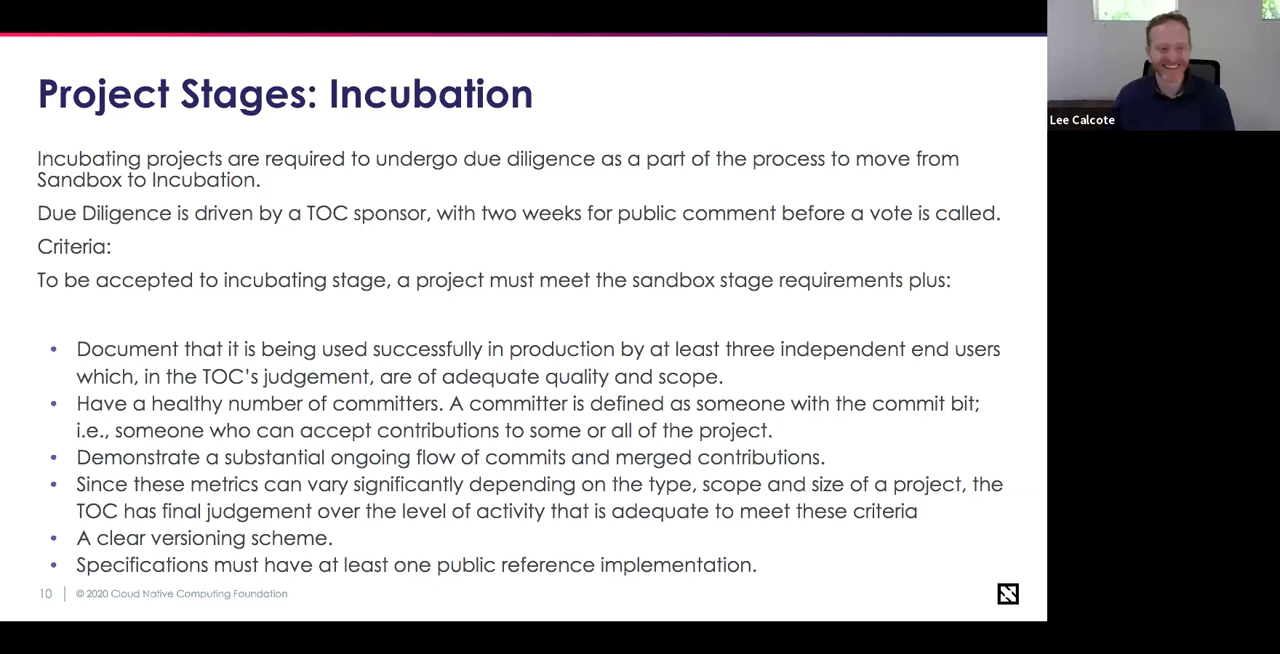 Project Stages: Incubation
Lee Calcote
Incubating projects are required to undergo due diligence as a part of the process to move from
Sandbox to Incubation.
Due Diligence is driven by a TOC sponsor, with two weeks for public comment before a vote is called.
Criteria:
To be accepted to incubating stage, a project must meet the sandbox stage requirements plus:
• Document that it is being used successfully in production by at least three independent end users
which, in the TOC's judgement, are of adequate quality and scope.
• Have a healthy number of committers. A committer is defined as someone with the commit bit;
i.e., someone who can accept contributions to some or all of the project.
• Demonstrate a substantial ongoing flow of commits and merged contributions.
• Since these metrics can vary significantly depending on the type, scope and size of a project, the
TOC has final judgement over the level of activity that is adequate to meet these criteria
• A clear versioning scheme.
• Specifications must have at least one public reference implementation.
10 | © 2020 Cloud Native Computing Foundation